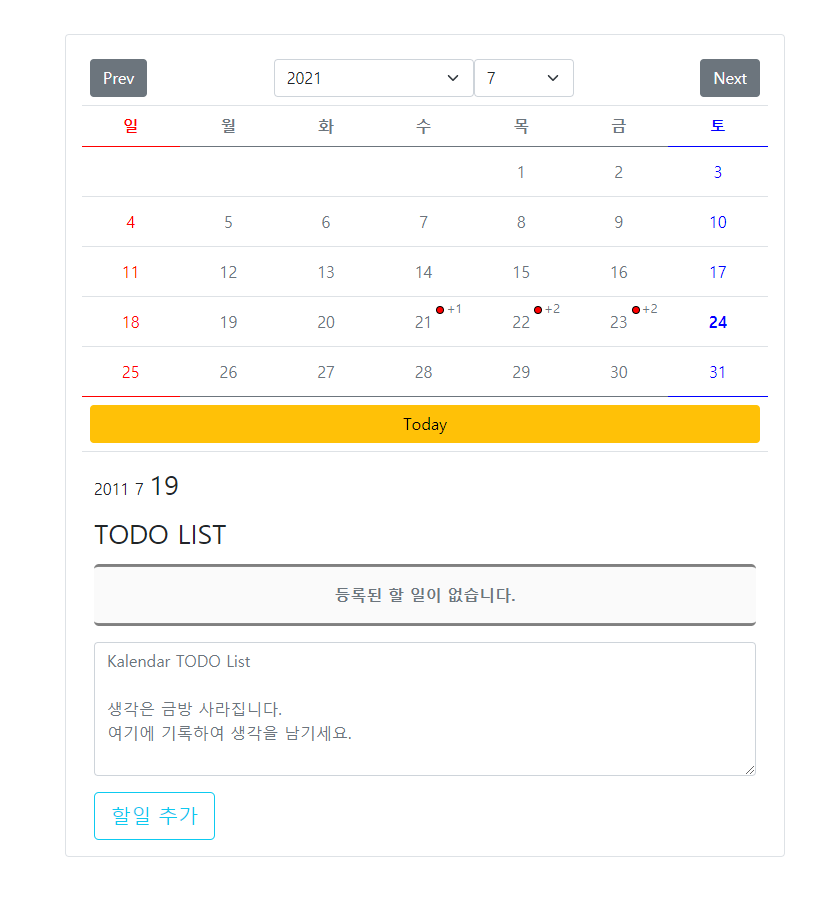 Prev 2021 7 Next
일 월 화 수 목 금 토
1 2 3
4 5 6 7 8 9 10
11 12 13 14 15 16 17
18 19 20 21 +1 22 +2 23 +2 24
25 26 27 28 29 30 31
Today
2011 7 19
TODO LIST
등록된 할 일이 없습니다.
Kalendar TODO List
생각은 금방 사라집니다.
여기에 기록하여 생각을 남기세요.
할일 추가